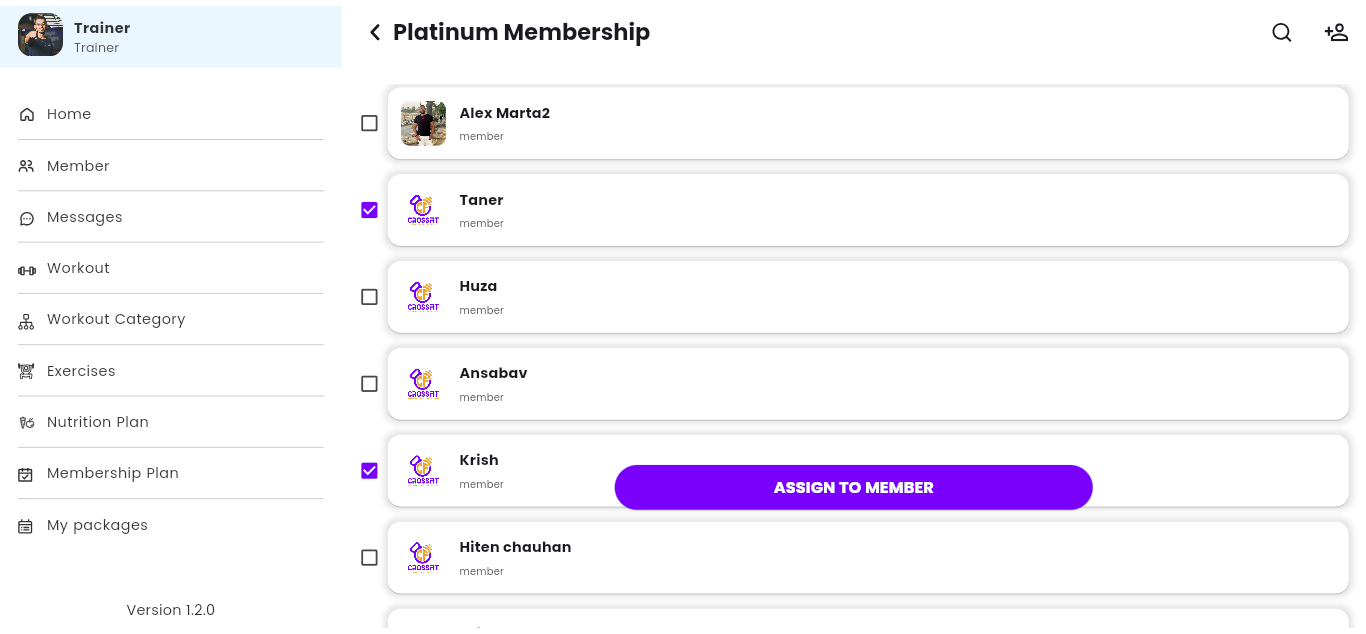 Trainer
Trainer
Home
Member
Messages
Workout
Workout Category
Exercises
Nutrition Plan
Membership Plan
My packages
Version 1.2.0
Platinum Membership
Alex Marta2
member
Taner
member
CROSSFIT
Huza
member
CROSSFIT
Ansabav
member
CROSSFIT
Krish
member
CROSSFIT
ASSIGN TO MEMBER
Hiten chauhan
member
CROSSFIT